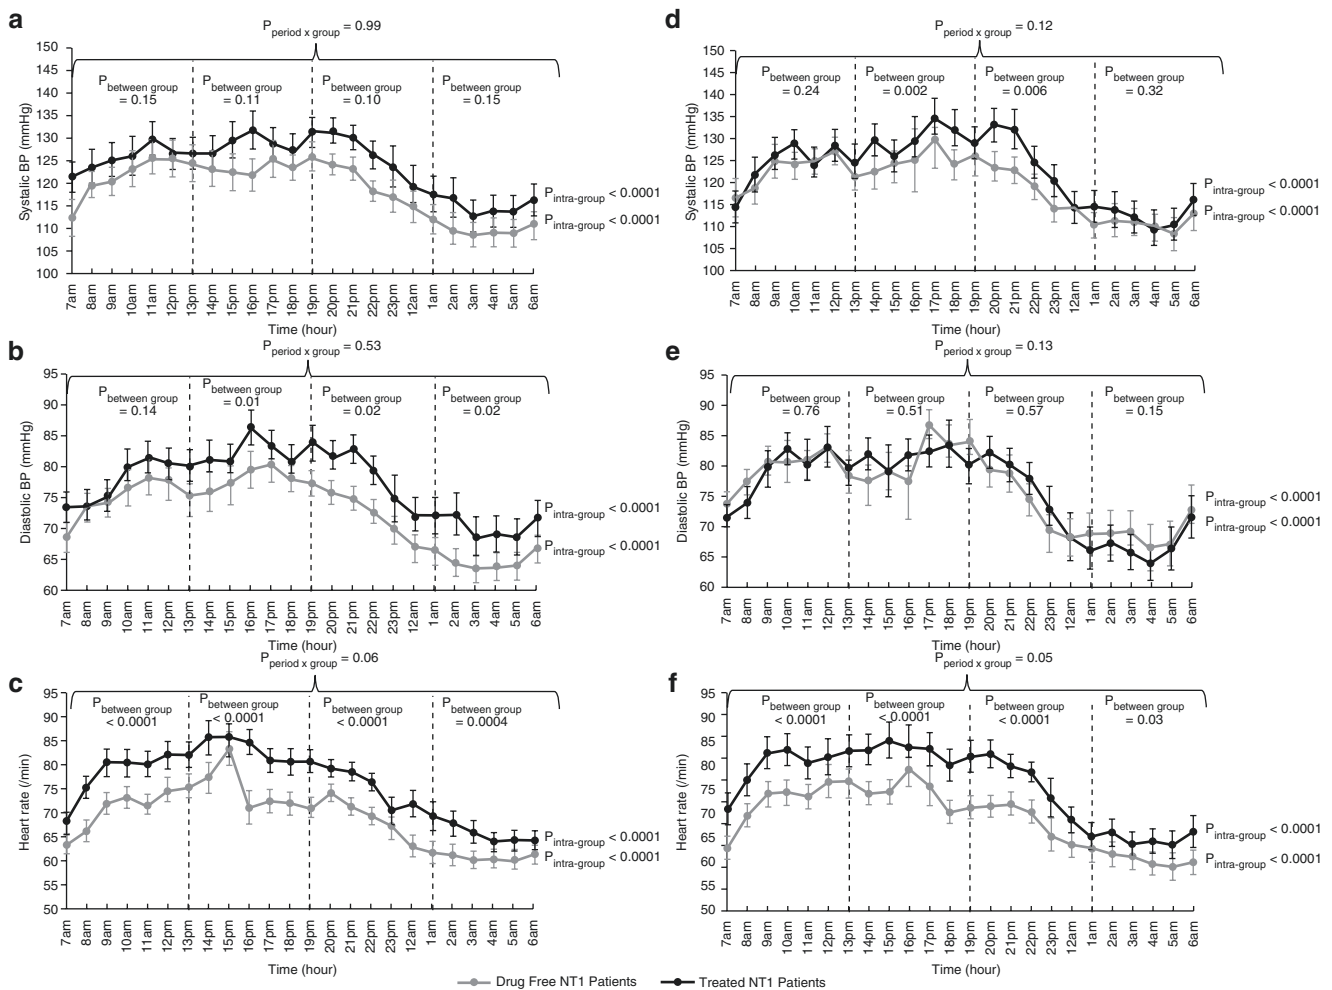 a
P period x group = 0.99
150
145
140
135
130
125
120
115
110
105
100
Systalic BP (mmHg)
P between group = 0.15
P between group = 0.11
P between group = 0.10
P between group = 0.15
P intra-group < 0.0001
P intra-group < 0.0001
7am 8am 9am 10am 11am 12pm 13pm 14pm 15pm 16pm 17pm 18pm 19pm 20pm 21pm 22pm 23pm 12am 1am 2am 3am 4am 5am 6am
Time (hour)
d
P period x group = 0.12
150
145
140
135
130
125
120
115
110
105
100
Systalic BP (mmHg)
P between group = 0.24
P between group = 0.002
P between group = 0.006
P between group = 0.32
P intra-group < 0.0001
P intra-group < 0.0001
7am 8am 9am 10am 11am 12pm 13pm 14pm 15pm 16pm 17pm 18pm 19pm 20pm 21pm 22pm 23pm 12am 1am 2am 3am 4am 5am 6am
Time (hour)
b
P period x group = 0.53
95
90
85
80
75
70
65
60
Diastolic BP (mmHg)
P between group = 0.14
P between group = 0.01
P between group = 0.02
P between group = 0.02
P intra-group < 0.0001
P intra-group < 0.0001
7am 8am 9am 10am 11am 12pm 13pm 14pm 15pm 16pm 17pm 18pm 19pm 20pm 21pm 22pm 23pm 12am 1am 2am 3am 4am 5am 6am
Time (hour)
e
P period x group = 0.13
95
90
85
80
75
70
65
60
Diastolic BP (mmHg)
P between group = 0.76
P between group = 0.51
P between group = 0.57
P between group = 0.15
P intra-group < 0.0001
P intra-group < 0.0001
7am 8am 9am 10am 11am 12pm 13pm 14pm 15pm 16pm 17pm 18pm 19pm 20pm 21pm 22pm 23pm 12am 1am 2am 3am 4am 5am 6am
Time (hour)
c
P period x group = 0.06
95
90
85
80
75
70
65
60
55
50
Heart rate (/min)
P between group < 0.0001
P between group < 0.0001
P between group < 0.0001
P between group = 0.0004
P intra-group < 0.0001
P intra-group < 0.0001
7am 8am 9am 10am 11am 12pm 13pm 14pm 15pm 16pm 17pm 18pm 19pm 20pm 21pm 22pm 23pm 12am 1am 2am 3am 4am 5am 6am
Time (hour)
f
P period x group = 0.05
95
90
85
80
75
70
65
60
55
50
Heart rate (/min)
P between group < 0.0001
P between group < 0.0001
P between group < 0.0001
P between group = 0.03
P intra-group < 0.0001
P intra-group < 0.0001
7am 8am 9am 10am 11am 12pm 13pm 14pm 15pm 16pm 17pm 18pm 19pm 20pm 21pm 22pm 23pm 12am 1am 2am 3am 4am 5am 6am
Time (hour)
Drug Free NT1 Patients
Treated NT1 Patients